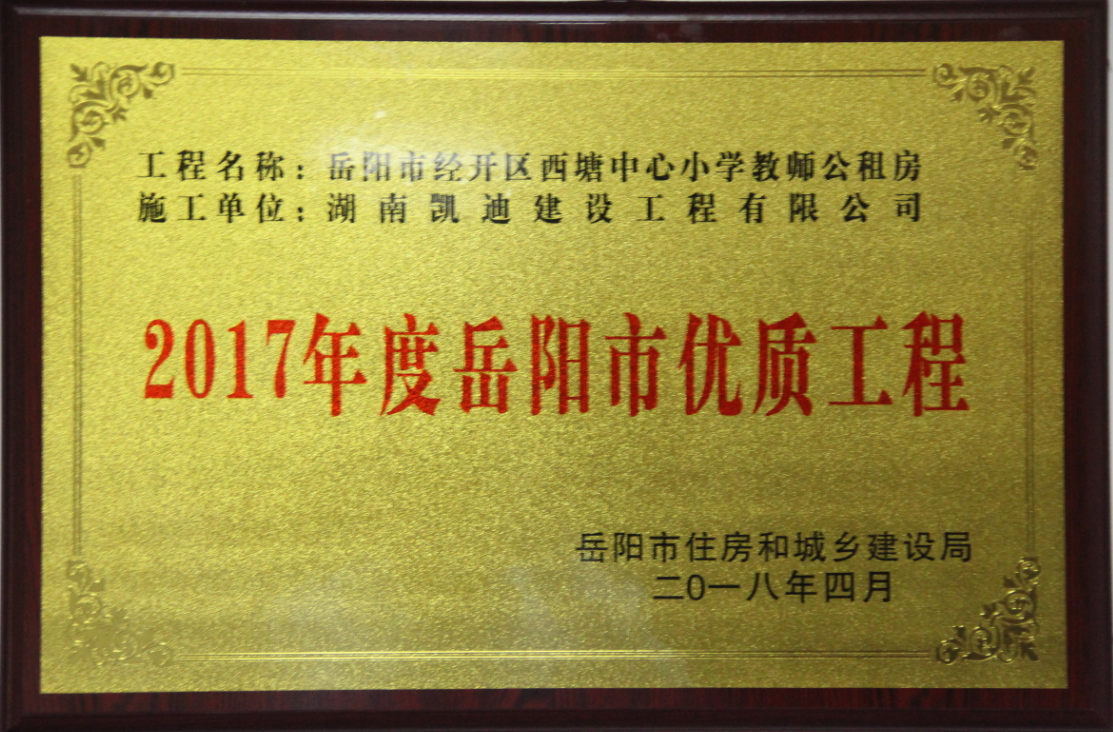 工程名称：岳阳市经开区西塘中心小学教师公租房
施工单位：湖南凯迪建设工程有限公司
2017年度岳阳市优质工程
岳阳市住房和城乡建设局
二0一八年四月